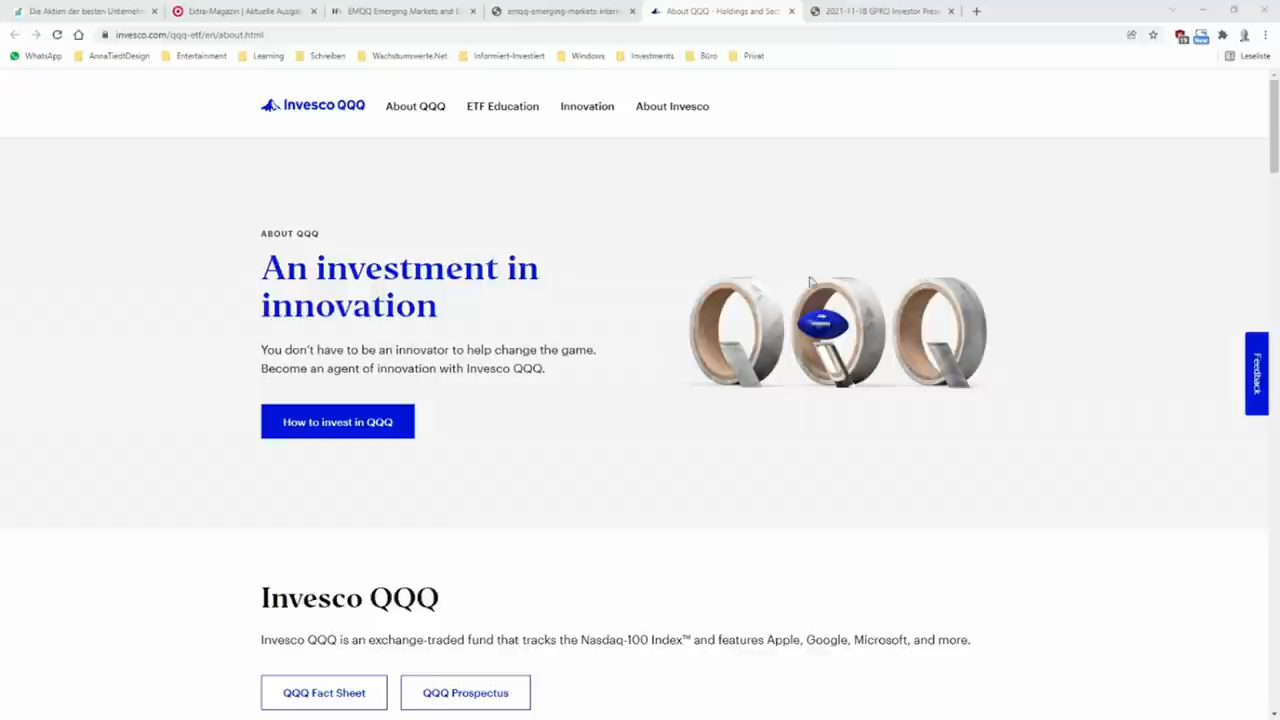 Die Aktien der besten Unternehm
Extra-Magazin | Aktuelle Ausgab
EMQQ Emerging Markets and E
emqq-emerging-markets-intern
About QQQ - Holdings and Sect
2021-11-18 GPRO Investor Pres
invesco.com/qqq-etf/en/about.html
WhatsApp
AnnaTiedtDesign
Entertainment
Learning
Schreiben
Wachstumswerte.Net
Informiert-Investiert
Windows
Investments
Büro
Privat
Leseliste
Invesco QQQ
About QQQ
ETF Education
Innovation
About Invesco
ABOUT QQQ
An investment in
innovation
You don't have to be an innovator to help change the game.
Become an agent of innovation with Invesco QQQ.
How to invest in QQQ
QQQ
Feedback
Invesco QQQ
Invesco QQQ is an exchange-traded fund that tracks the Nasdaq-100 Index™ and features Apple, Google, Microsoft, and more.
QQQ Fact Sheet
QQQ Prospectus